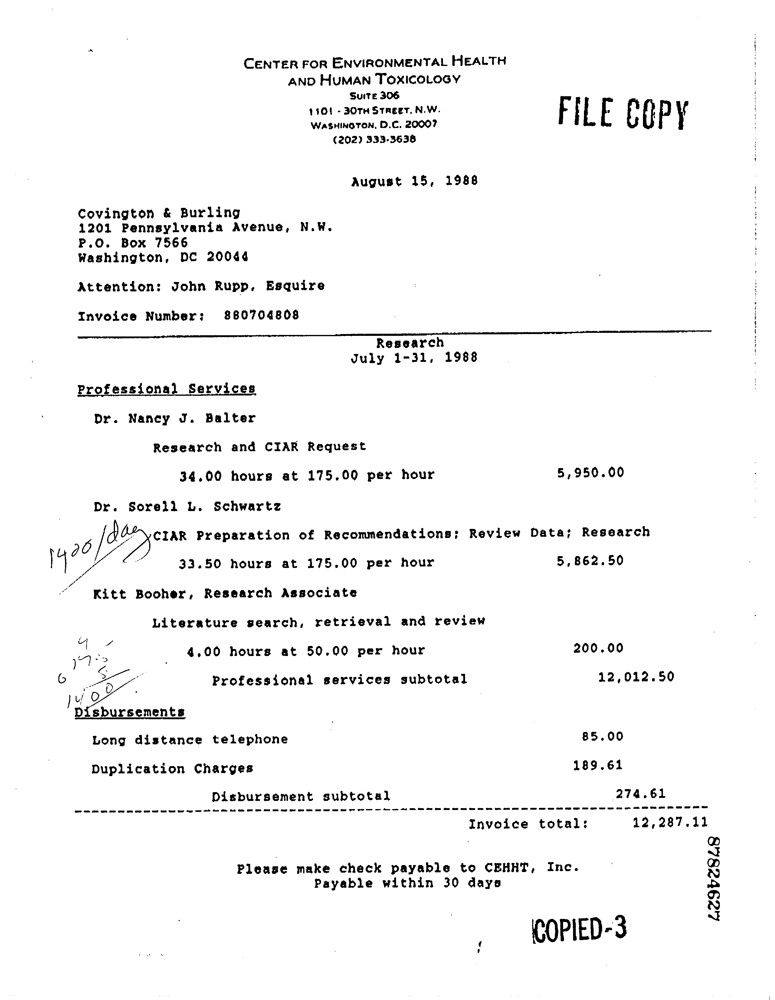 CENTER FOR ENVIRONMENTAL HEALTH
AND HUMAN TOXICOLOGY
SUITE 306
1101 - 30TH STREET, N.W.
WASHINGTON, D.C. 20007
(202) 333-3638
FILE COPY
August 15, 1988
Covington & Burling
1201 Pennsylvania Avenue, N.W.
P.O. Box 7566
Washington, DC 20044
Attention: John Rupp, Esquire
Invoice Number: 880704808
Research
July 1-31, 1988
Professional Services
Dr. Nancy J. Balter
Research and CIAR Request
34.00 hours at 175.00 per hour 5,950.00
Dr. Sorell L. Schwartz
1400/day
CIAR Preparation of Recommendations; Review Data; Research
33.50 hours at 175.00 per hour 5,862.50
Kitt Booher, Research Associate
Literature search, retrieval and review
4.00 hours at 50.00 per hour 200.00
Professional services subtotal 12,012.50
1400
Disbursements
Long distance telephone 85.00
Duplication Charges 189.61
Disbursement subtotal 274.61
Invoice total: 12,287.11
Please make check payable to CEHHT, Inc.
Payable within 30 days
87824627
COPIED-3